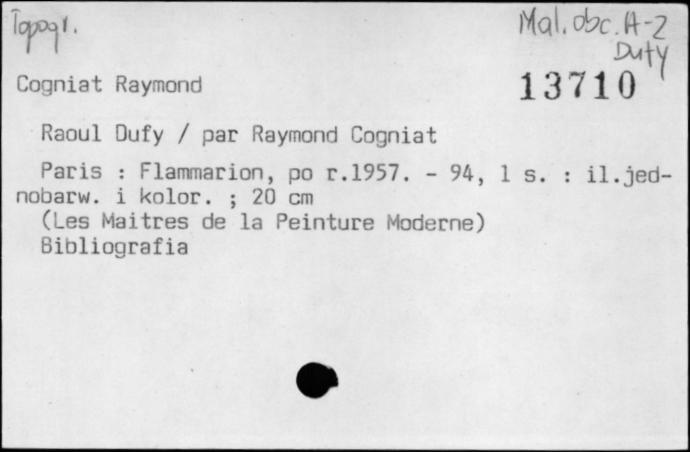 Topogr.
Mal. obc. A-Z
Dufy
13710
Cogniat Raymond
Raoul Dufy / par Raymond Cogniat
Paris : Flammarion, po r.1957. - 94, 1 s. : il.jed-
nobarw. i kolor. ; 20 cm
(Les Maitres de la Peinture Moderne)
Bibliografia